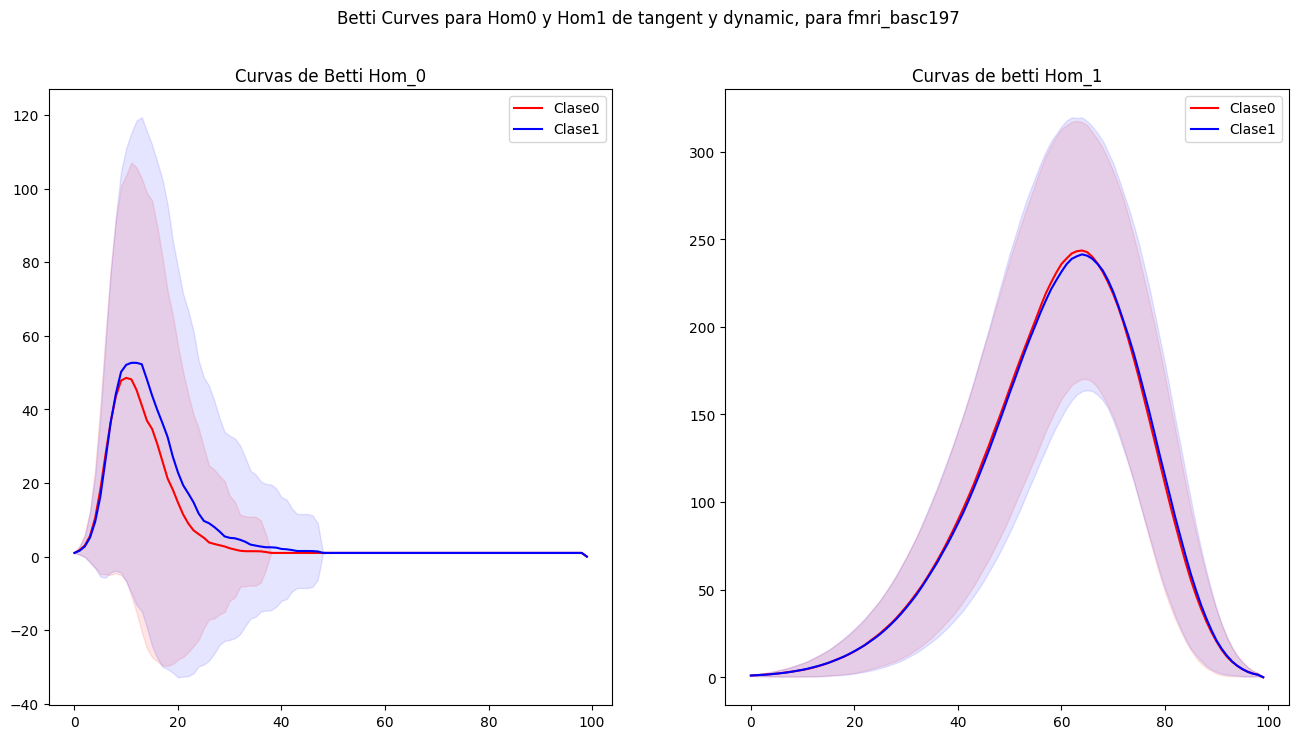 Betti Curves para Hom0 y Hom1 de tangent y dynamic, para fmri_basc197
Curvas de Betti Hom_0
Clase0
Clase1
120
100
80
60
40
20
0
−20
−40
0 20 40 60 80 100
Curvas de betti Hom_1
Clase0
Clase1
300
250
200
150
100
50
0
0 20 40 60 80 100